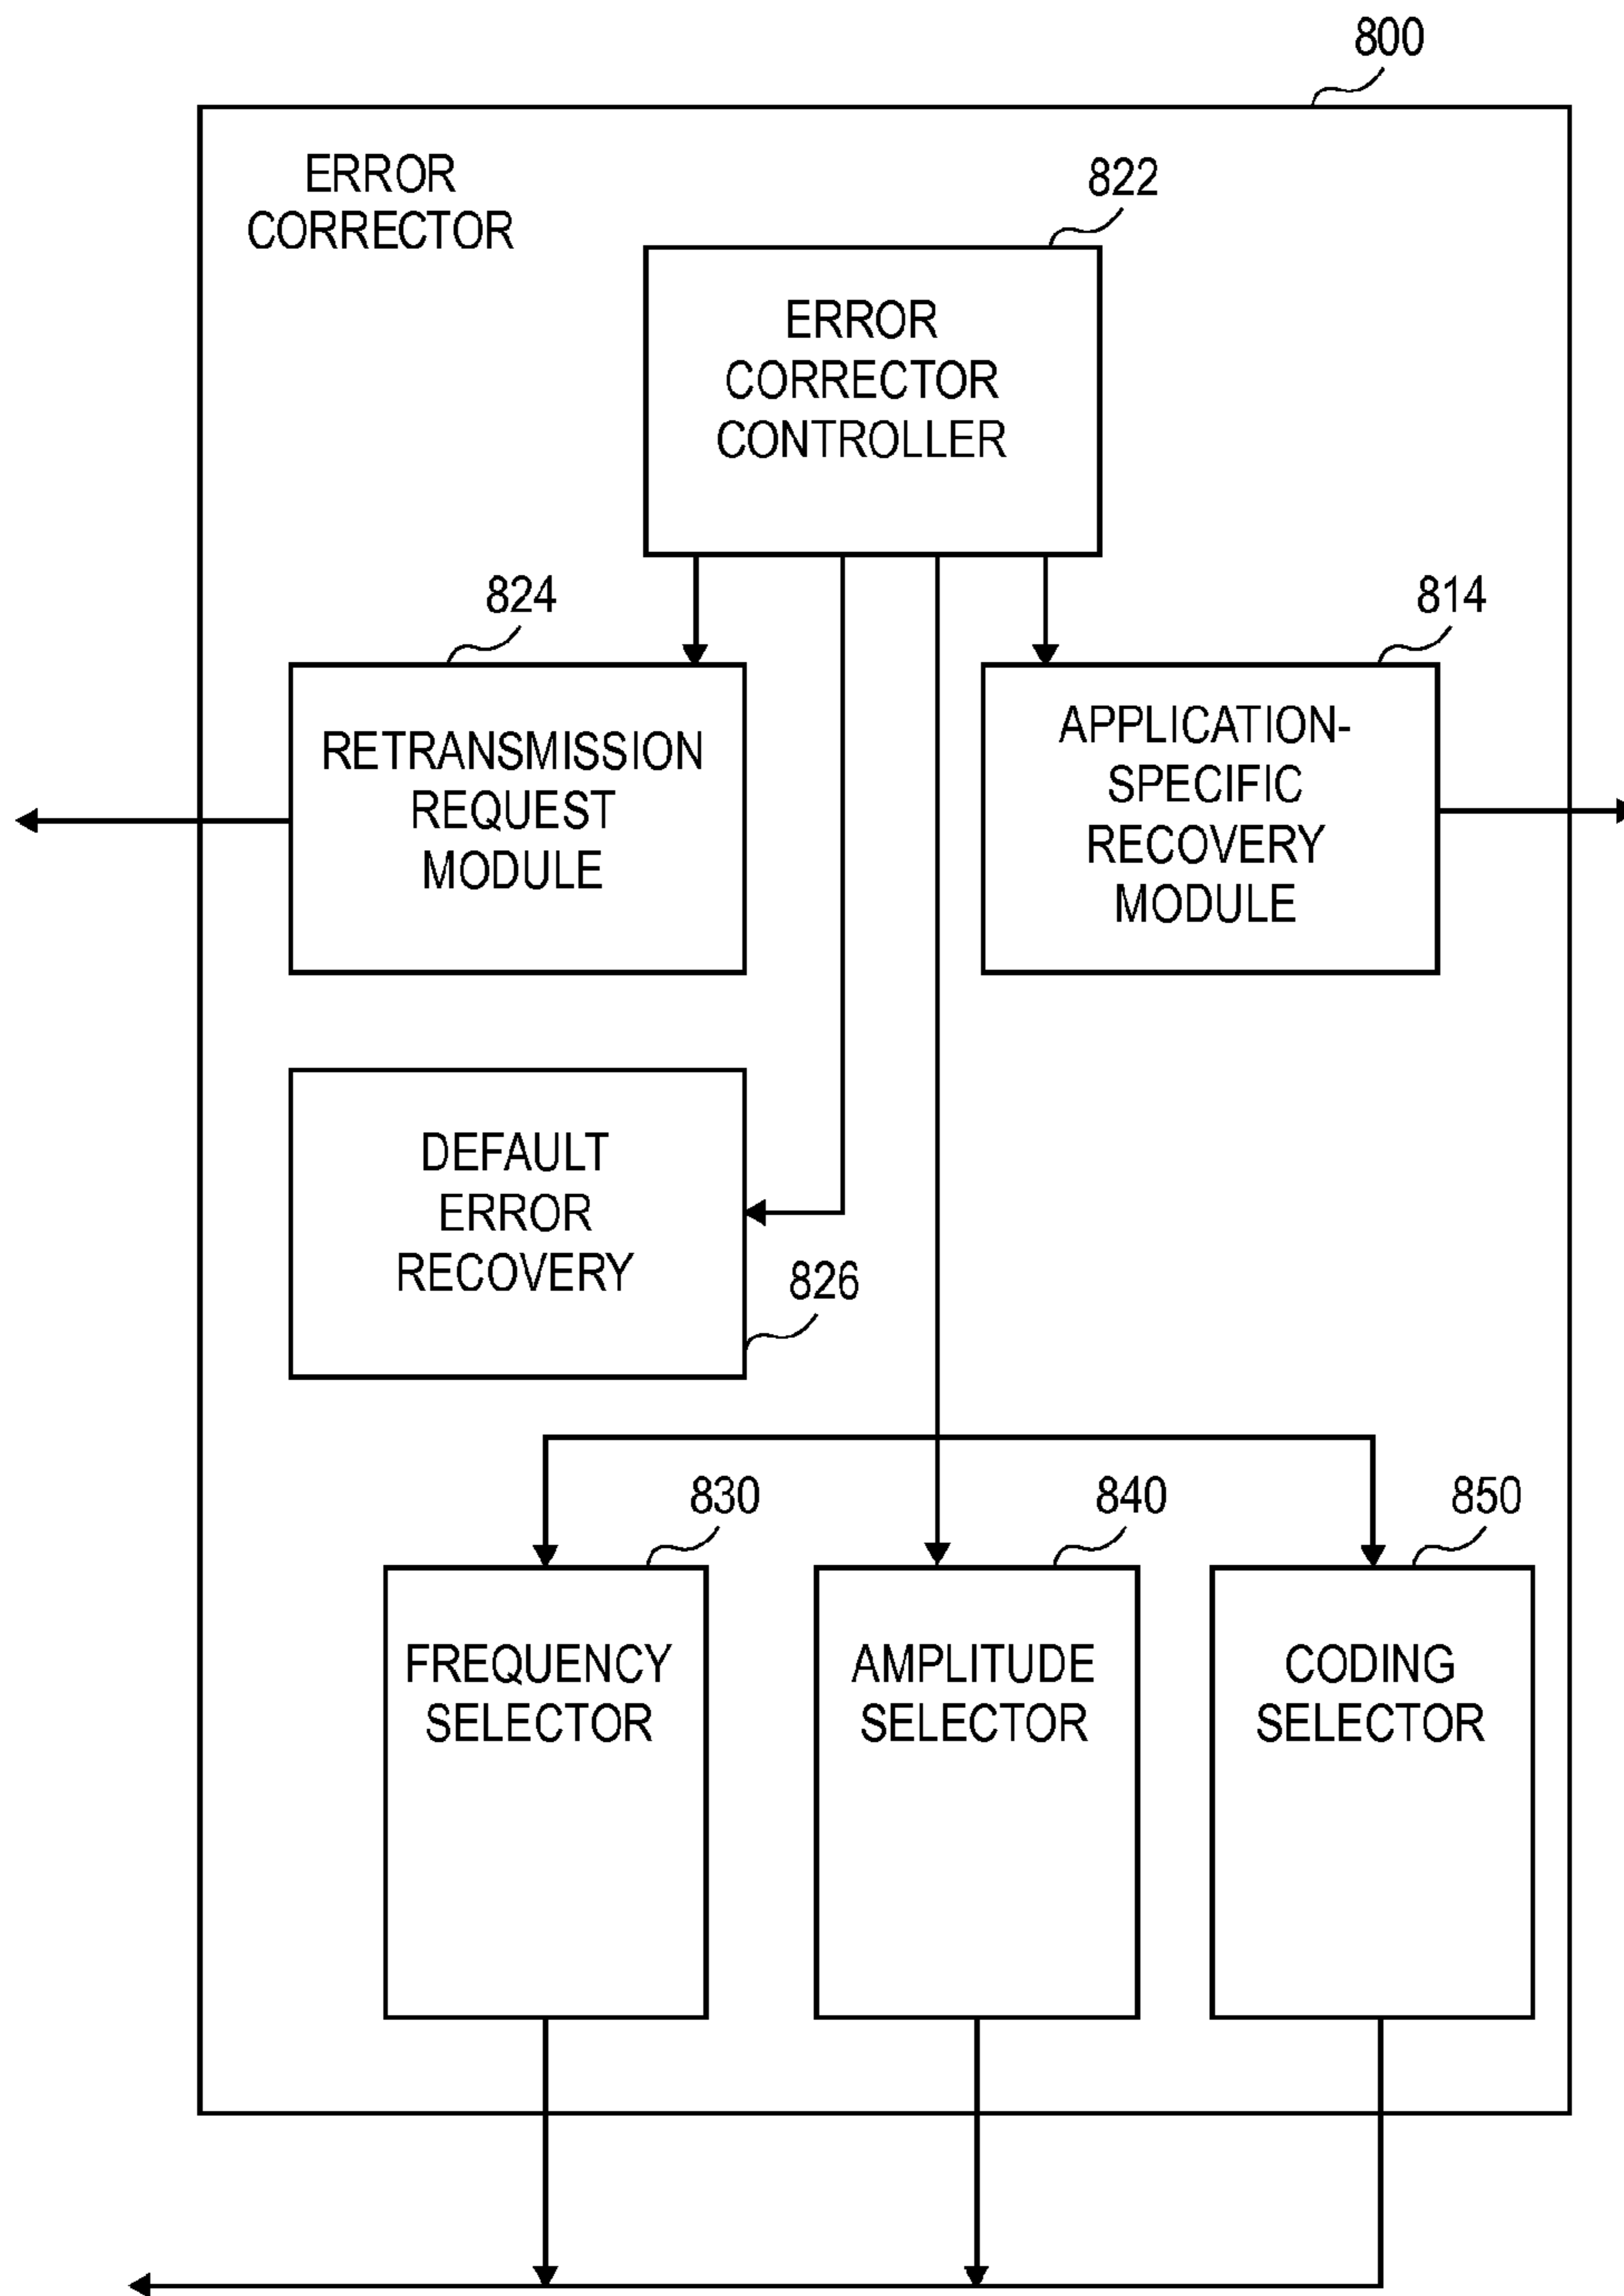 800
ERROR
CORRECTOR
822
ERROR
CORRECTOR
CONTROLLER
824
814
RETRANSMISSION
REQUEST
MODULE
APPLICATION-
SPECIFIC
RECOVERY
MODULE
DEFAULT
ERROR
RECOVERY
826
830
840
850
FREQUENCY
SELECTOR
AMPLITUDE
SELECTOR
CODING
SELECTOR